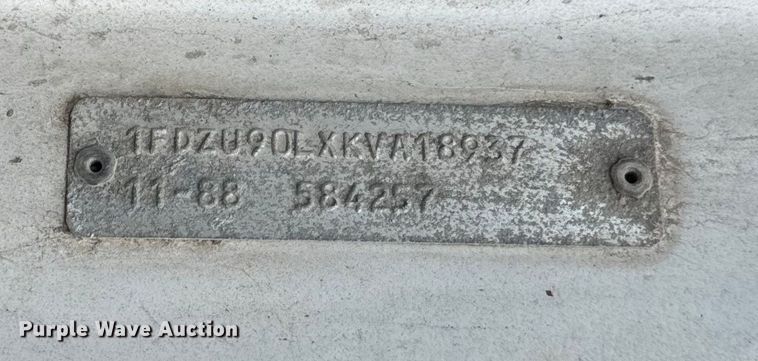 1FDZU90LXKVA18937
11-88 584257
Purple Wave Auction